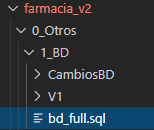 farmacia_v2
0_Otros
1_BD
CambiosBD
V1
bd_full.sql